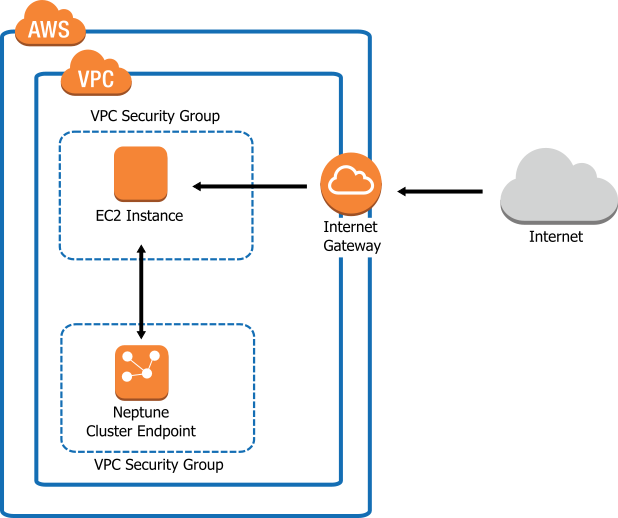 AWS
VPC
VPC Security Group
EC2 Instance
Internet
Gateway
Internet
Neptune
Cluster Endpoint
VPC Security Group